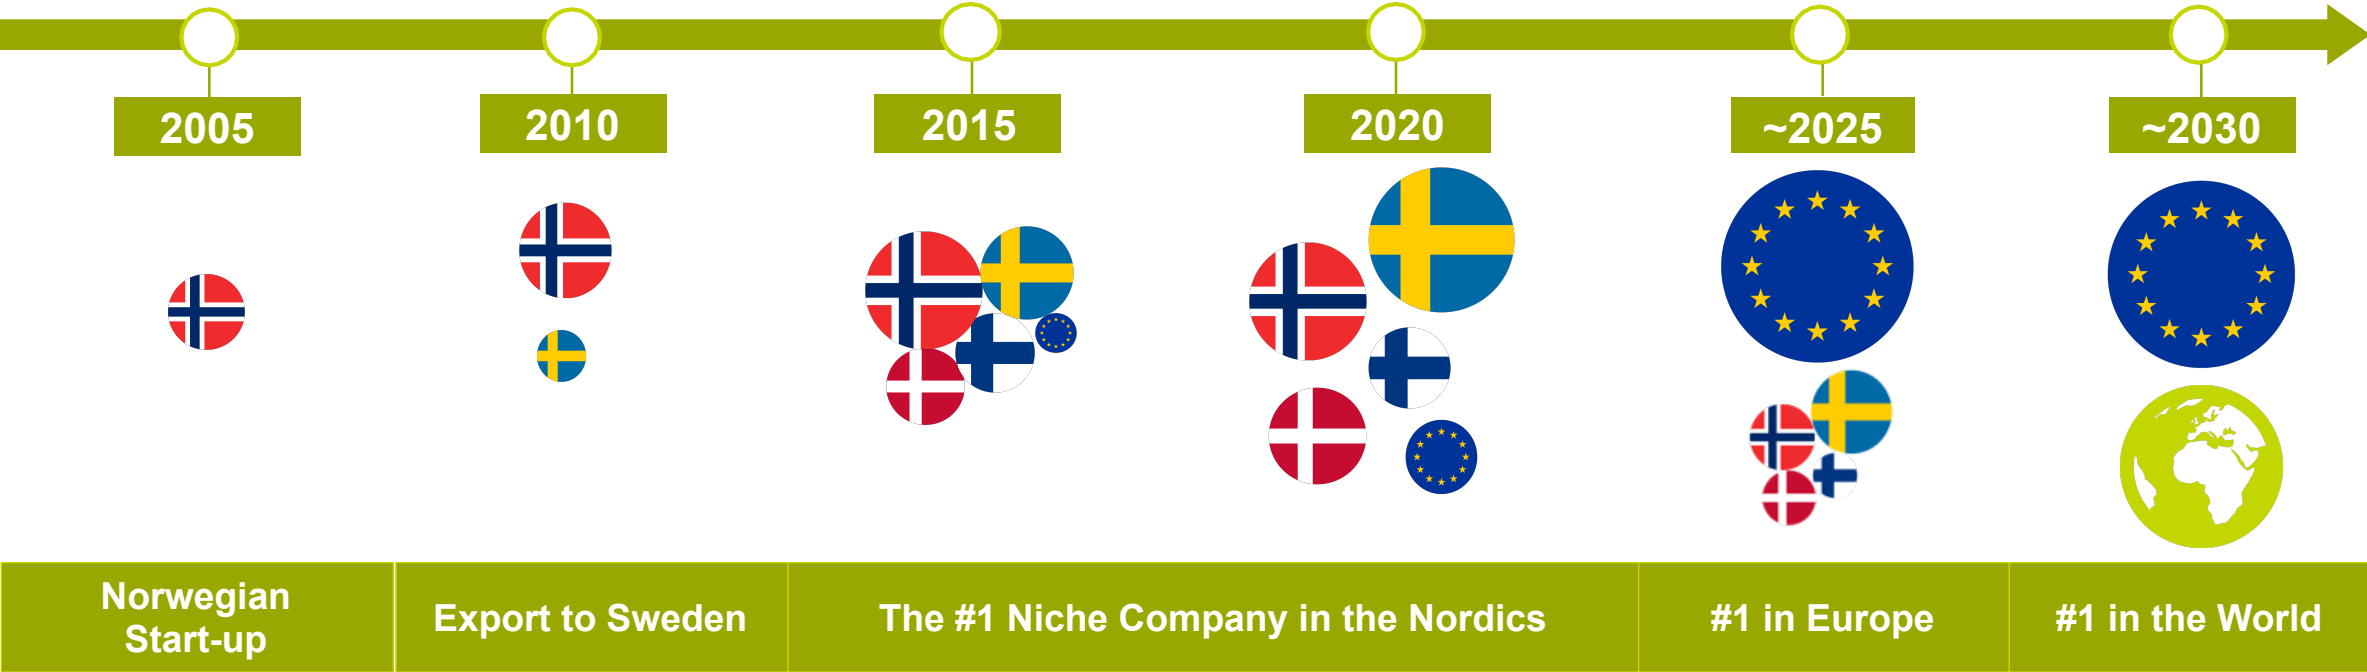 2005
2010
2015
2020
~2025
~2030
Norwegian
Start-up
Export to Sweden
The #1 Niche Company in the Nordics
#1 in Europe
#1 in the World